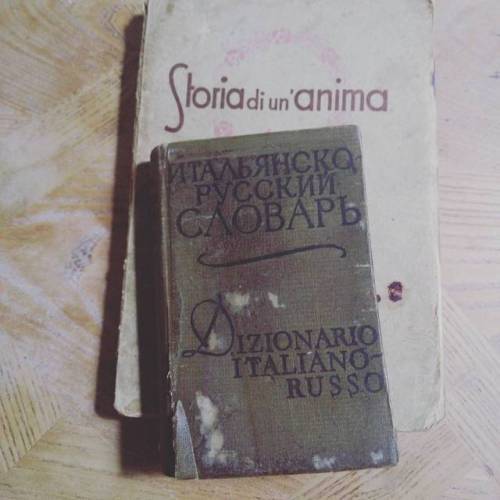 Storia di un'anima
ИТАЛЬЯНСКО-
РУССКИЙ
СЛОВАРЬ
DIZIONARIO
ITALIANO-
RUSSO